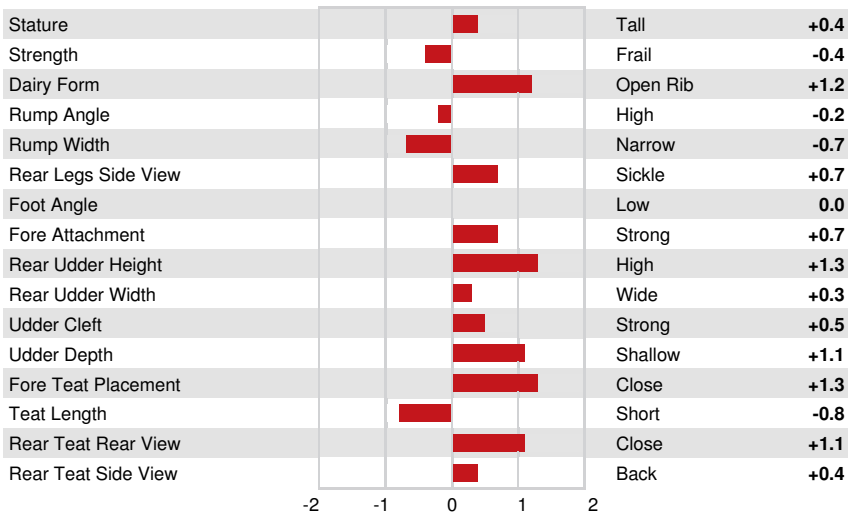 Stature Tall +0.4
Strength Frail -0.4
Dairy Form Open Rib +1.2
Rump Angle High -0.2
Rump Width Narrow -0.7
Rear Legs Side View Sickle +0.7
Foot Angle Low 0.0
Fore Attachment Strong +0.7
Rear Udder Height High +1.3
Rear Udder Width Wide +0.3
Udder Cleft Strong +0.5
Udder Depth Shallow +1.1
Fore Teat Placement Close +1.3
Teat Length Short -0.8
Rear Teat Rear View Close +1.1
Rear Teat Side View Back +0.4
-2 -1 0 1 2